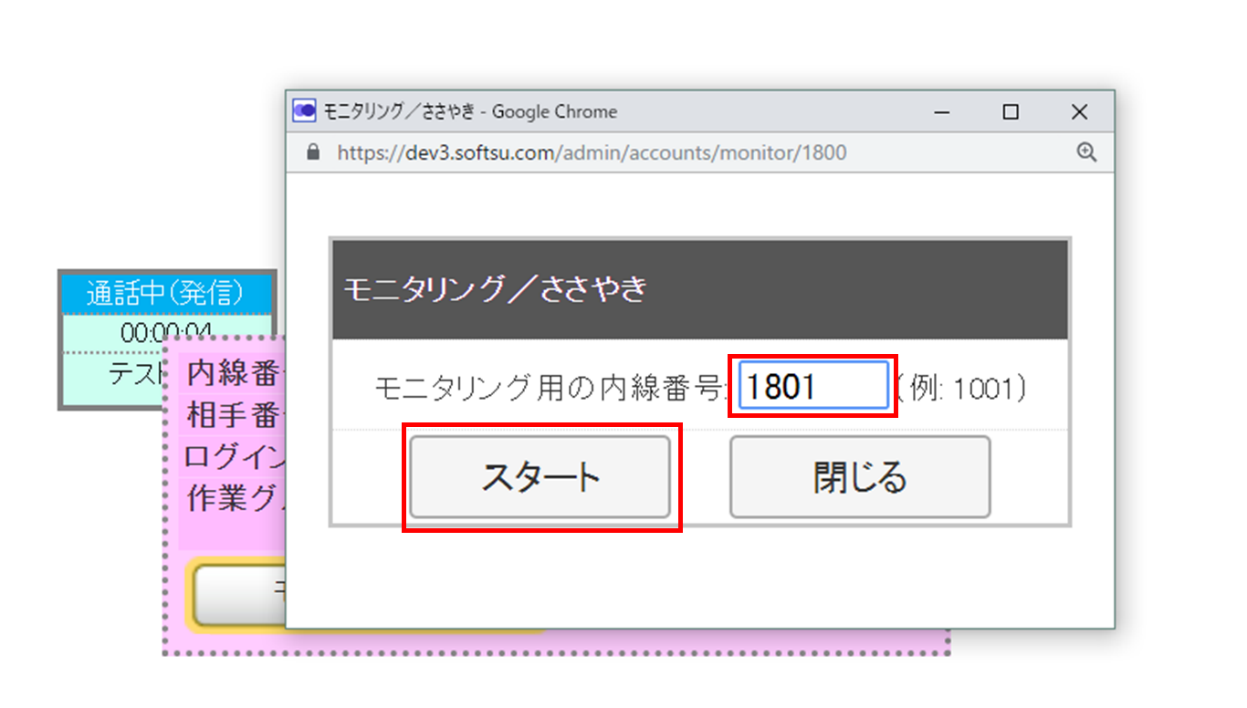 モニタリング／ささやき - Google Chrome
https://dev3.softsu.com/admin/accounts/monitor/1800
モニタリング／ささやき
モニタリング用の内線番号: 1801 (例: 1001)
スタート 閉じる
通話中(発信)
00:00:04
テスト
内線番
相手番
ログイン
作業グ